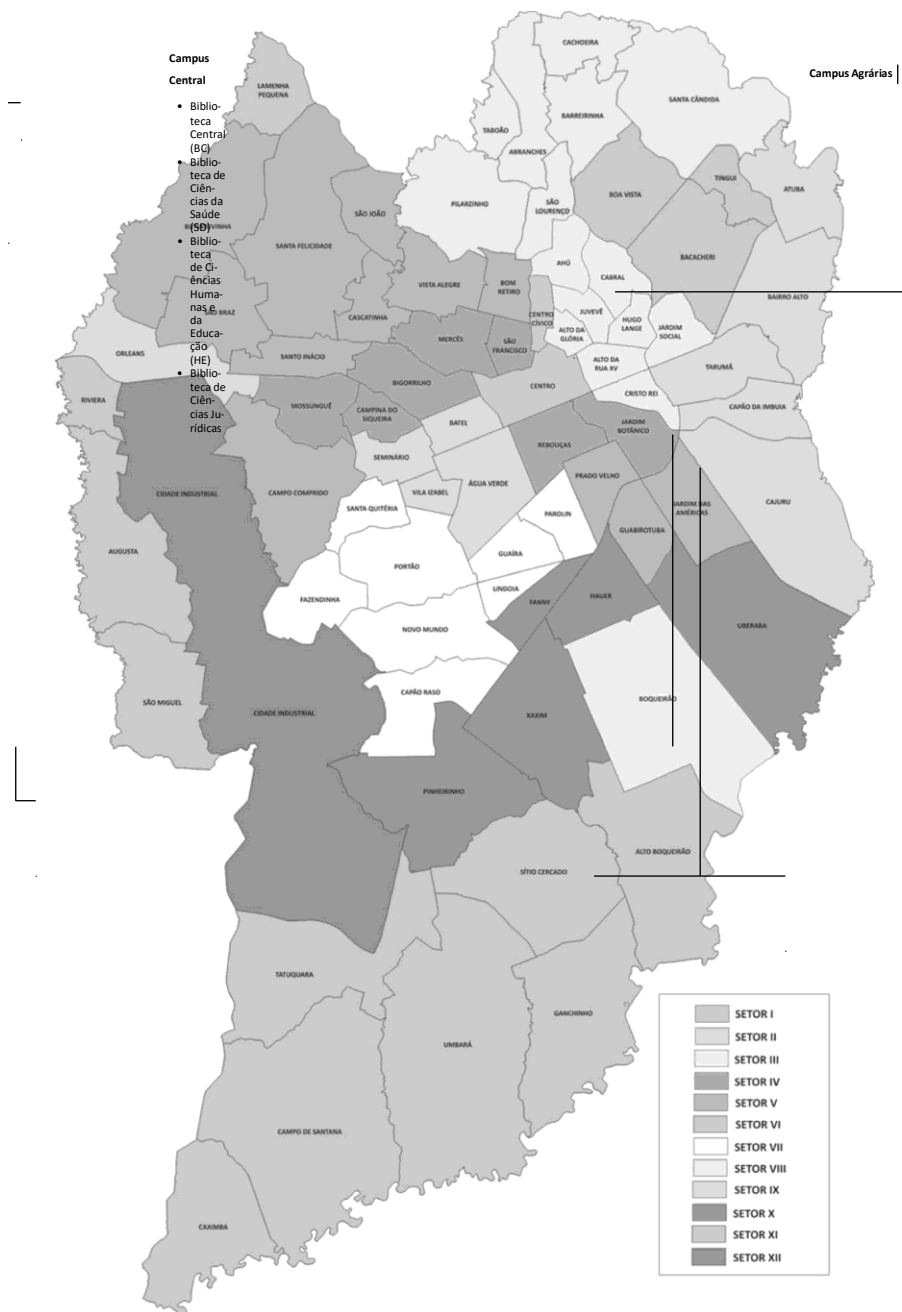 Campus
Central
• Biblio-
teca
Central
(BC)
• Biblio-
teca de
Ciên-
cias da
Saúde
(SD)
• Biblio-
teca
de Ci-
ências
Huma-
nas e
da
Educa-
ção
(HE)
• Biblio-
teca de
Ciên-
cias Ju-
rídicas
Campus Agrárias
CACHOEIRA
LAMENHA
PEQUENA
SANTA CÂNDIDA
TABOÃO
BARREIRINHA
ABRANCHES
TINGUI
ATUBA
BOA VISTA
PILARZINHO
SÃO
LOURENÇO
SÃO JOÃO
SANTA FELICIDADE
BACACHERI
AHÚ
CABRAL
VISTA ALEGRE
BOM
RETIRO
BAIRRO ALTO
SÃO BRAZ
CASCATINHA
CENTRO
CÍVICO
JUVEVÊ
HUGO
LANGE
ALTO DA
GLÓRIA
JARDIM
SOCIAL
MERCÊS
SÃO
FRANCISCO
ORLEANS
SANTO INÁCIO
ALTO DA
RUA XV
TARUMÃ
RIVIERA
BIGORRILHO
CENTRO
CRISTO REI
MOSSUNGUÊ
CAMPINA DO
SIQUEIRA
CAPÃO DA IMBUIA
BATEL
JARDIM
BOTÂNICO
REBOUÇAS
SEMINÁRIO
PRADO VELHO
CIDADE INDUSTRIAL
CAMPO COMPRIDO
VILA IZABEL
ÁGUA VERDE
CAJURU
JARDIM DAS
AMÉRICAS
SANTA QUITÉRIA
PAROLIN
GUABIROTUBA
AUGUSTA
GUAÍRA
PORTÃO
LINDOIA
HAUER
FAZENDINHA
FANNY
UBERABA
NOVO MUNDO
CAPÃO RASO
BOQUEIRÃO
SÃO MIGUEL
CIDADE INDUSTRIAL
XAXIM
PINHEIRINHO
ALTO BOQUEIRÃO
SÍTIO CERCADO
TATUQUARA
GANCHINHO
UMBARÁ
CAMPO DE SANTANA
CAXIMBA
SETOR I
SETOR II
SETOR III
SETOR IV
SETOR V
SETOR VI
SETOR VII
SETOR VIII
SETOR IX
SETOR X
SETOR XI
SETOR XII